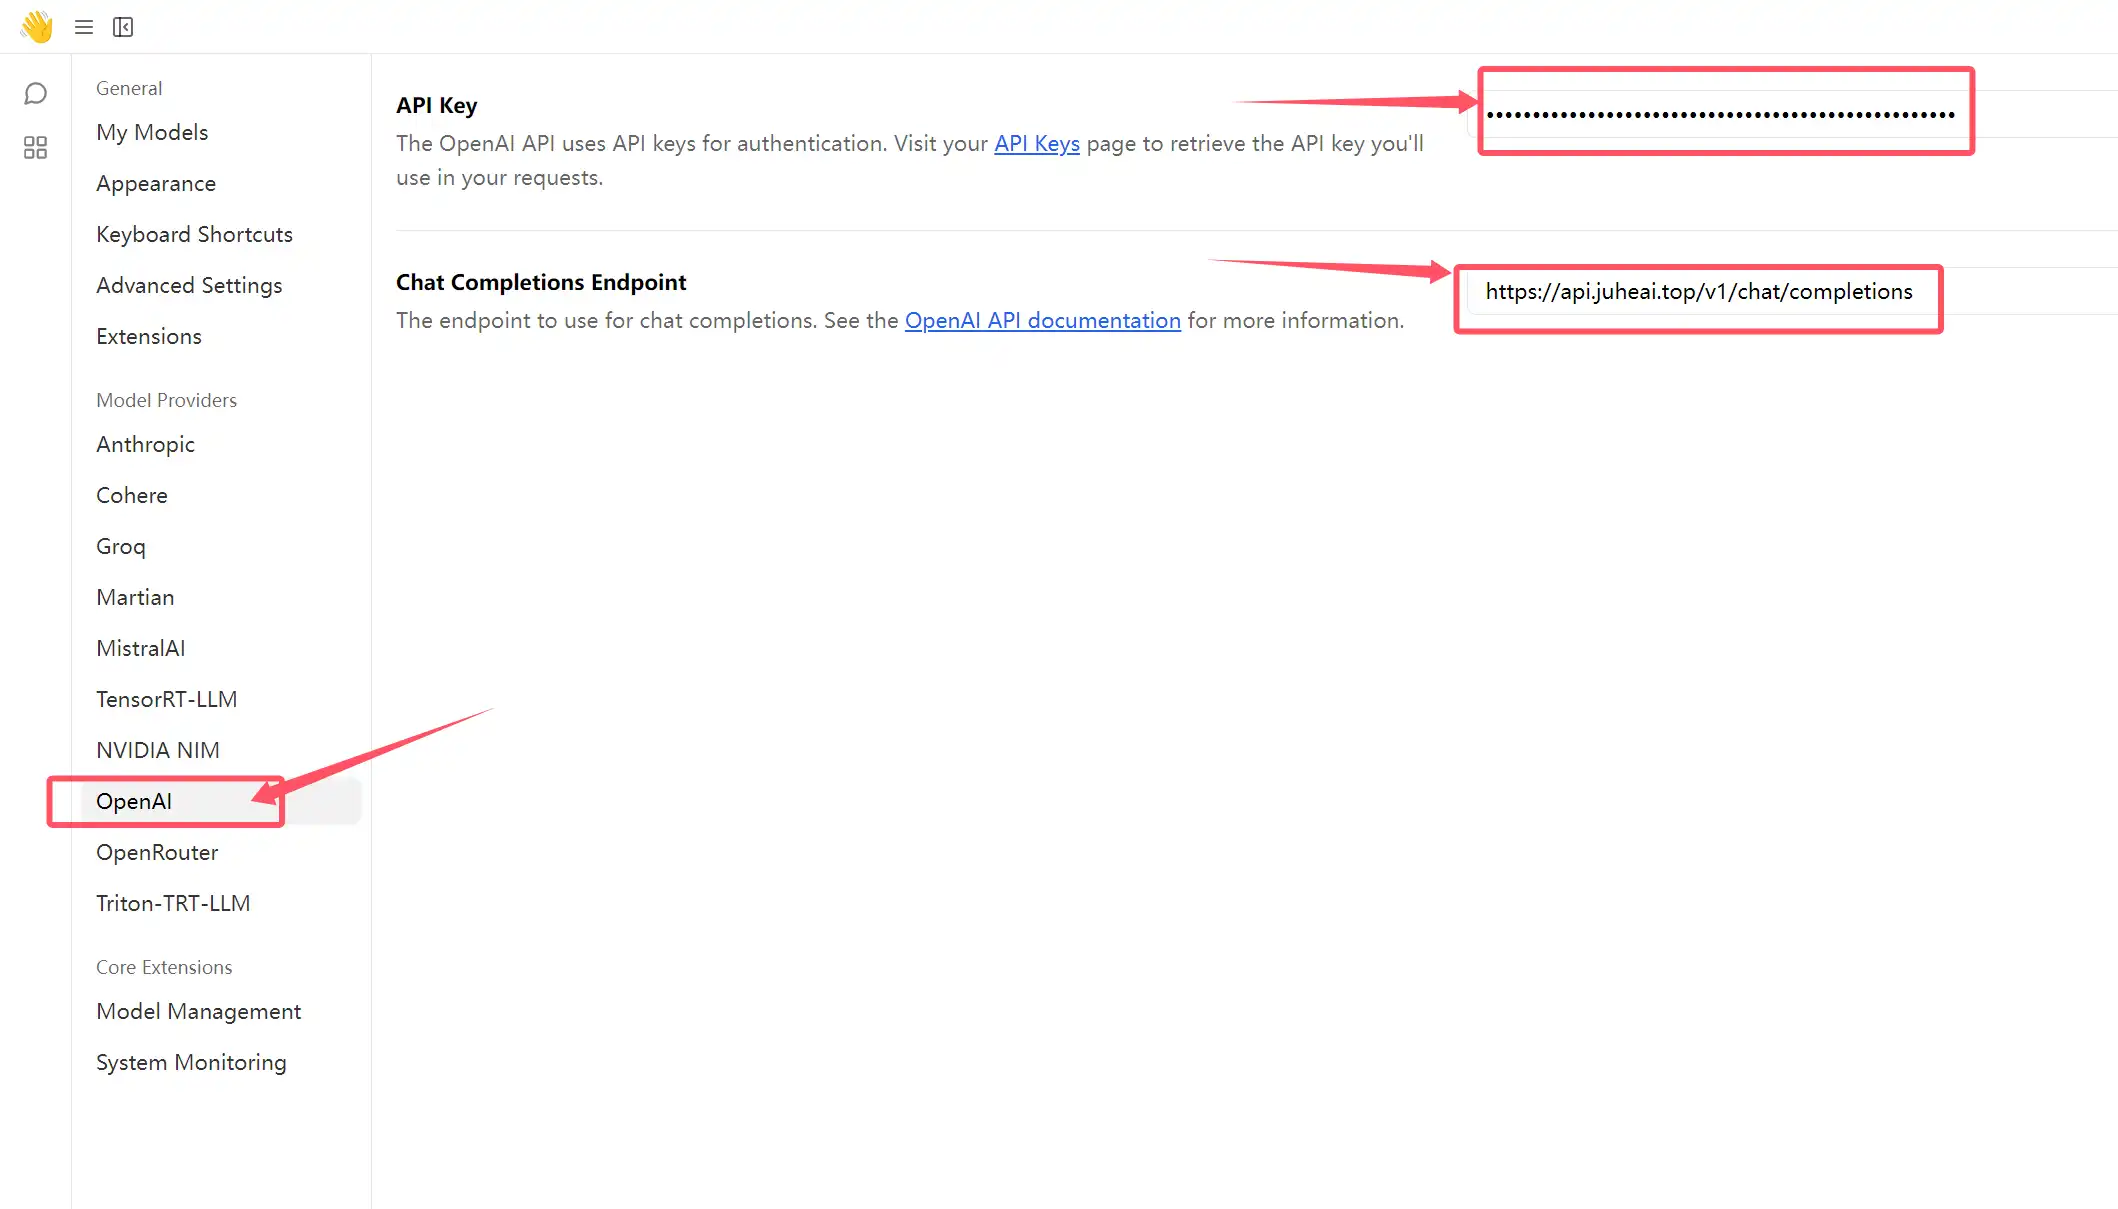 General
My Models
Appearance
Keyboard Shortcuts
Advanced Settings
Extensions
Model Providers
Anthropic
Cohere
Groq
Martian
MistralAI
TensorRT-LLM
NVIDIA NIM
OpenAI
OpenRouter
Triton-TRT-LLM
Core Extensions
Model Management
System Monitoring
API Key
The OpenAI API uses API keys for authentication. Visit your API Keys page to retrieve the API key you'll
use in your requests.
Chat Completions Endpoint
The endpoint to use for chat completions. See the OpenAI API documentation for more information.
https://api.juheai.top/v1/chat/completions